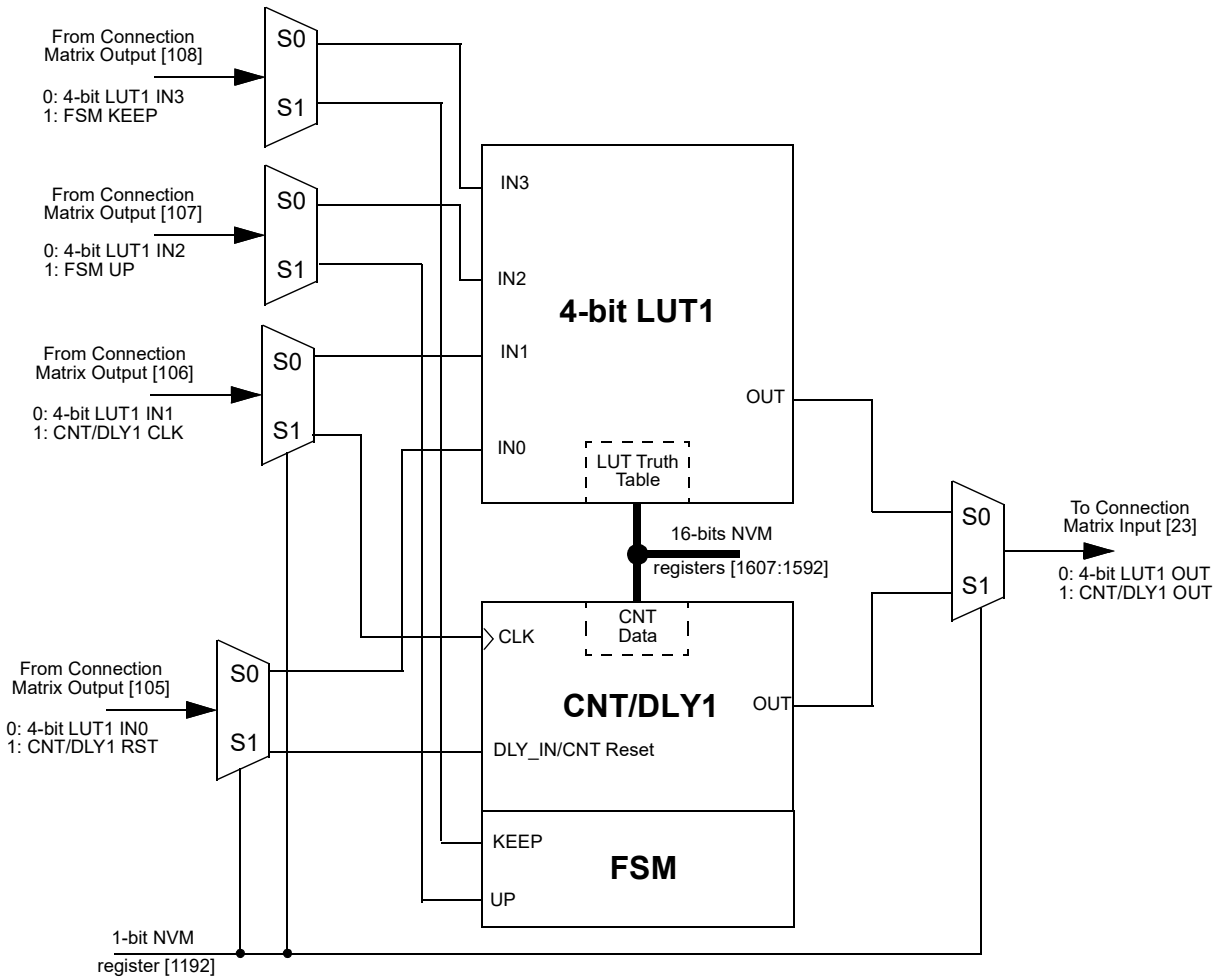 From Connection
Matrix Output [108]
0: 4-bit LUT1 IN3
1: FSM KEEP
S0
S1
From Connection
Matrix Output [107]
0: 4-bit LUT1 IN2
1: FSM UP
S0
S1
From Connection
Matrix Output [106]
0: 4-bit LUT1 IN1
1: CNT/DLY1 CLK
S0
S1
IN3
IN2
IN1
IN0
4-bit LUT1
OUT
LUT Truth
Table
16-bits NVM
registers [1607:1592]
S0
S1
To Connection
Matrix Input [23]
0: 4-bit LUT1 OUT
1: CNT/DLY1 OUT
From Connection
Matrix Output [105]
0: 4-bit LUT1 IN0
1: CNT/DLY1 RST
S0
S1
CLK
CNT
Data
CNT/DLY1
OUT
DLY_IN/CNT Reset
KEEP
FSM
UP
1-bit NVM
register [1192]